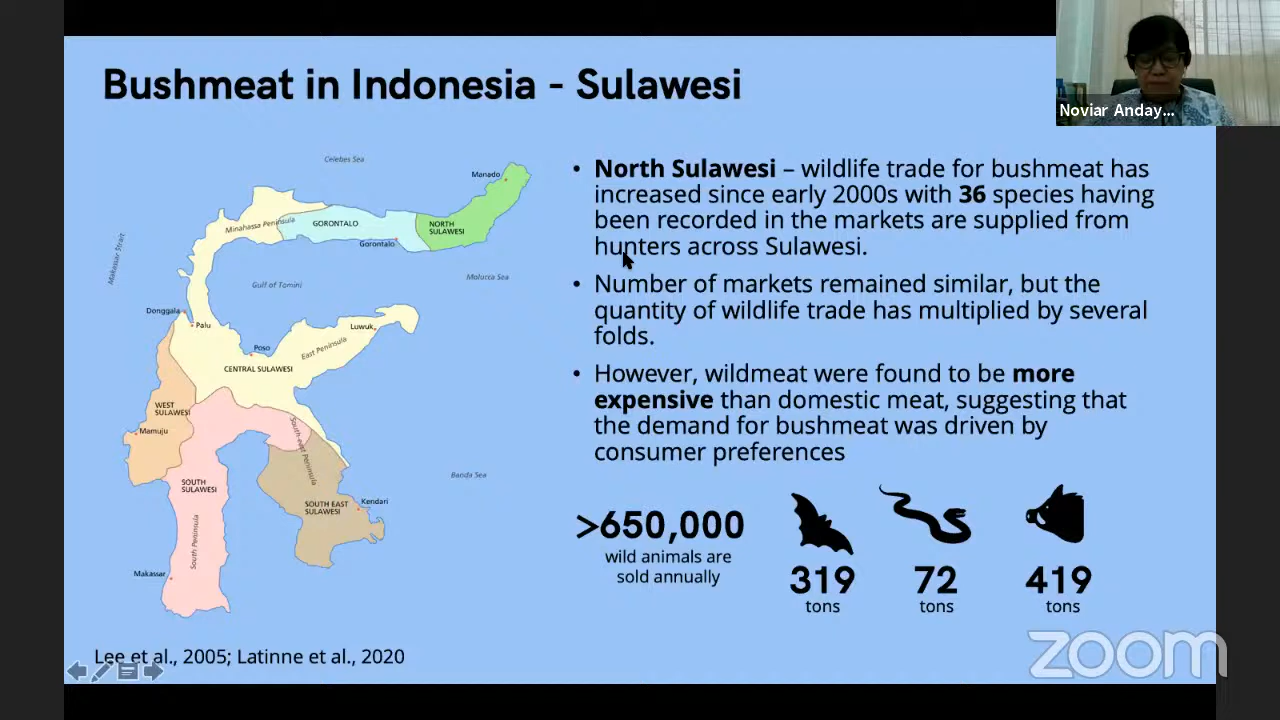 Bushmeat in Indonesia - Sulawesi
Noviar Anday...
Celebes Sea
Manado
Minahassa Peninsula
GORONTALO
NORTH
SULAWESI
Gorontalo
Makassar Strait
Gulf of Tomini
Molucca Sea
Donggala
Palu
Luwuk
Poso
East Peninsula
CENTRAL SULAWESI
WEST
SULAWESI
Mamuju
South-east Peninsula
Banda Sea
SOUTH
SULAWESI
SOUTH EAST
SULAWESI
Kendari
South Peninsula
Makassar
• North Sulawesi – wildlife trade for bushmeat has
increased since early 2000s with 36 species having
been recorded in the markets are supplied from
hunters across Sulawesi.
• Number of markets remained similar, but the
quantity of wildlife trade has multiplied by several
folds.
• However, wildmeat were found to be more
expensive than domestic meat, suggesting that
the demand for bushmeat was driven by
consumer preferences
>650,000
wild animals are
sold annually
319
tons
72
tons
419
tons
Lee et al., 2005; Latinne et al., 2020
zoom